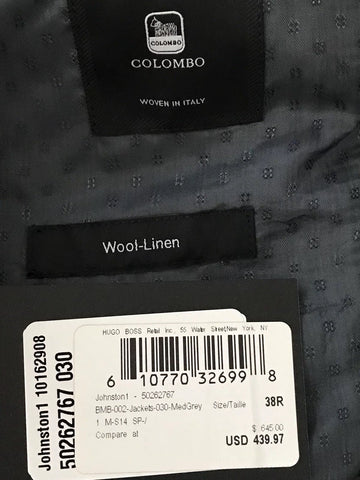 COLOMBO
COLOMBO
WOVEN IN ITALY
Wool-Linen
Johnston1 10162908
50262767 030
HUGO BOSS Retail Inc, 55 Water Street,New York, NY
6 10770 32699 8
Johnston1 - 50262767
BMB-002-Jackets-030-MedGrey Size/Taille 38R
1 M-S14 SP-/ $ 645.00
Compare at USD 439.97